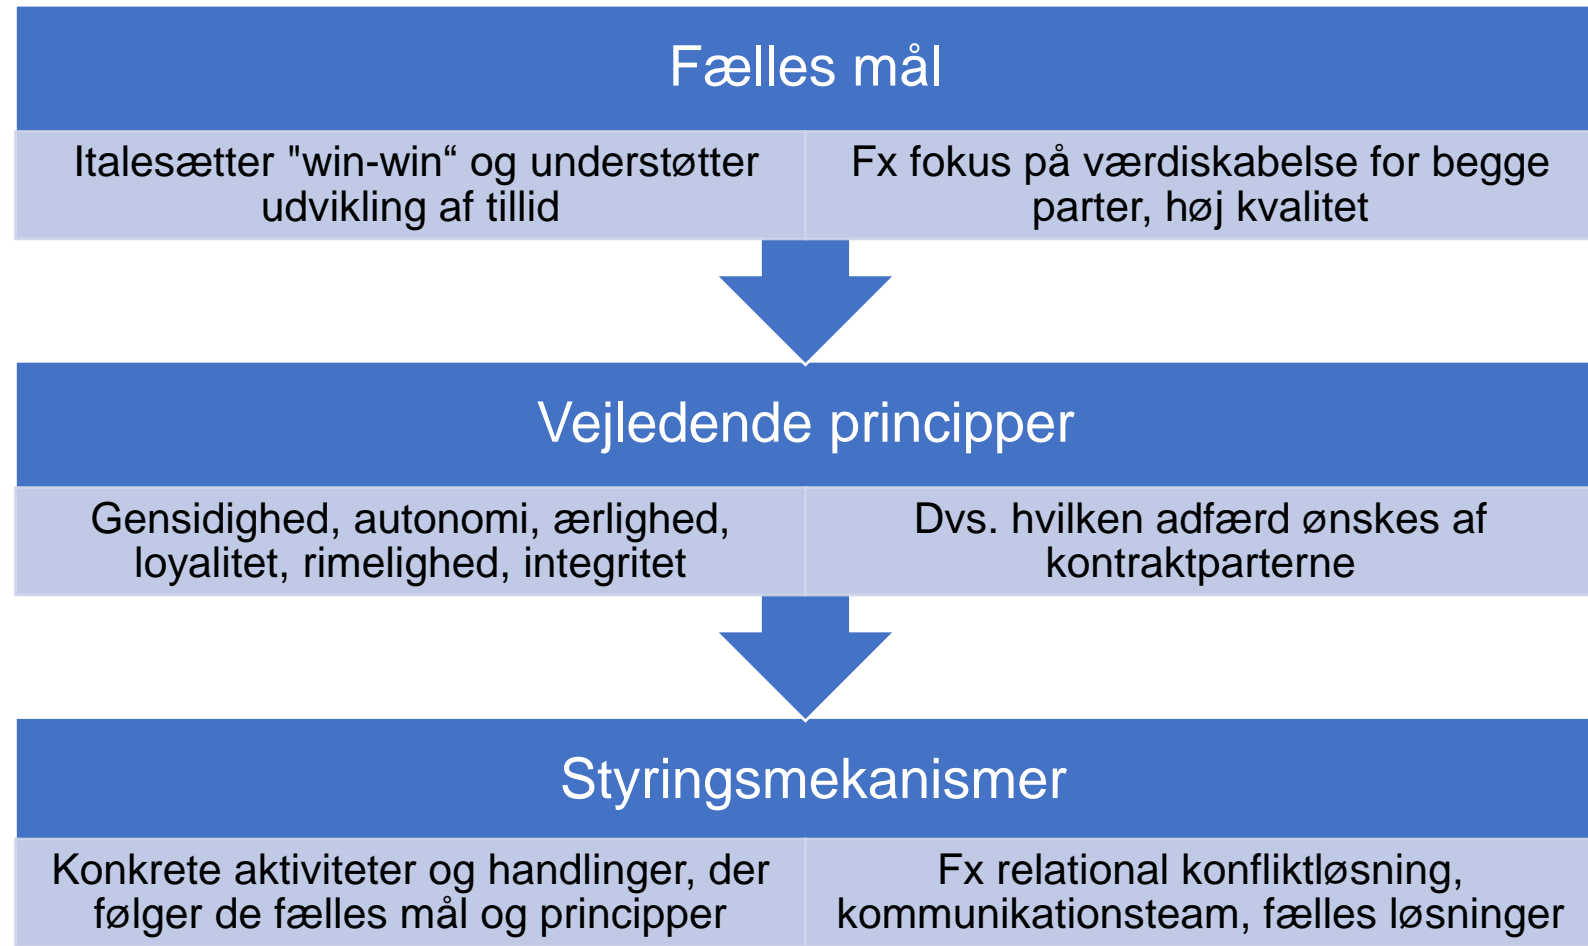 Fælles mål
Italesætter "win-win“ og understøtter
udvikling af tillid
Fx fokus på værdiskabelse for begge
parter, høj kvalitet
Vejledende principper
Gensidighed, autonomi, ærlighed,
loyalitet, rimelighed, integritet
Dvs. hvilken adfærd ønskes af
kontraktparterne
Styringsmekanismer
Konkrete aktiviteter og handlinger, der
følger de fælles mål og principper
Fx relational konfliktløsning,
kommunikationsteam, fælles løsninger